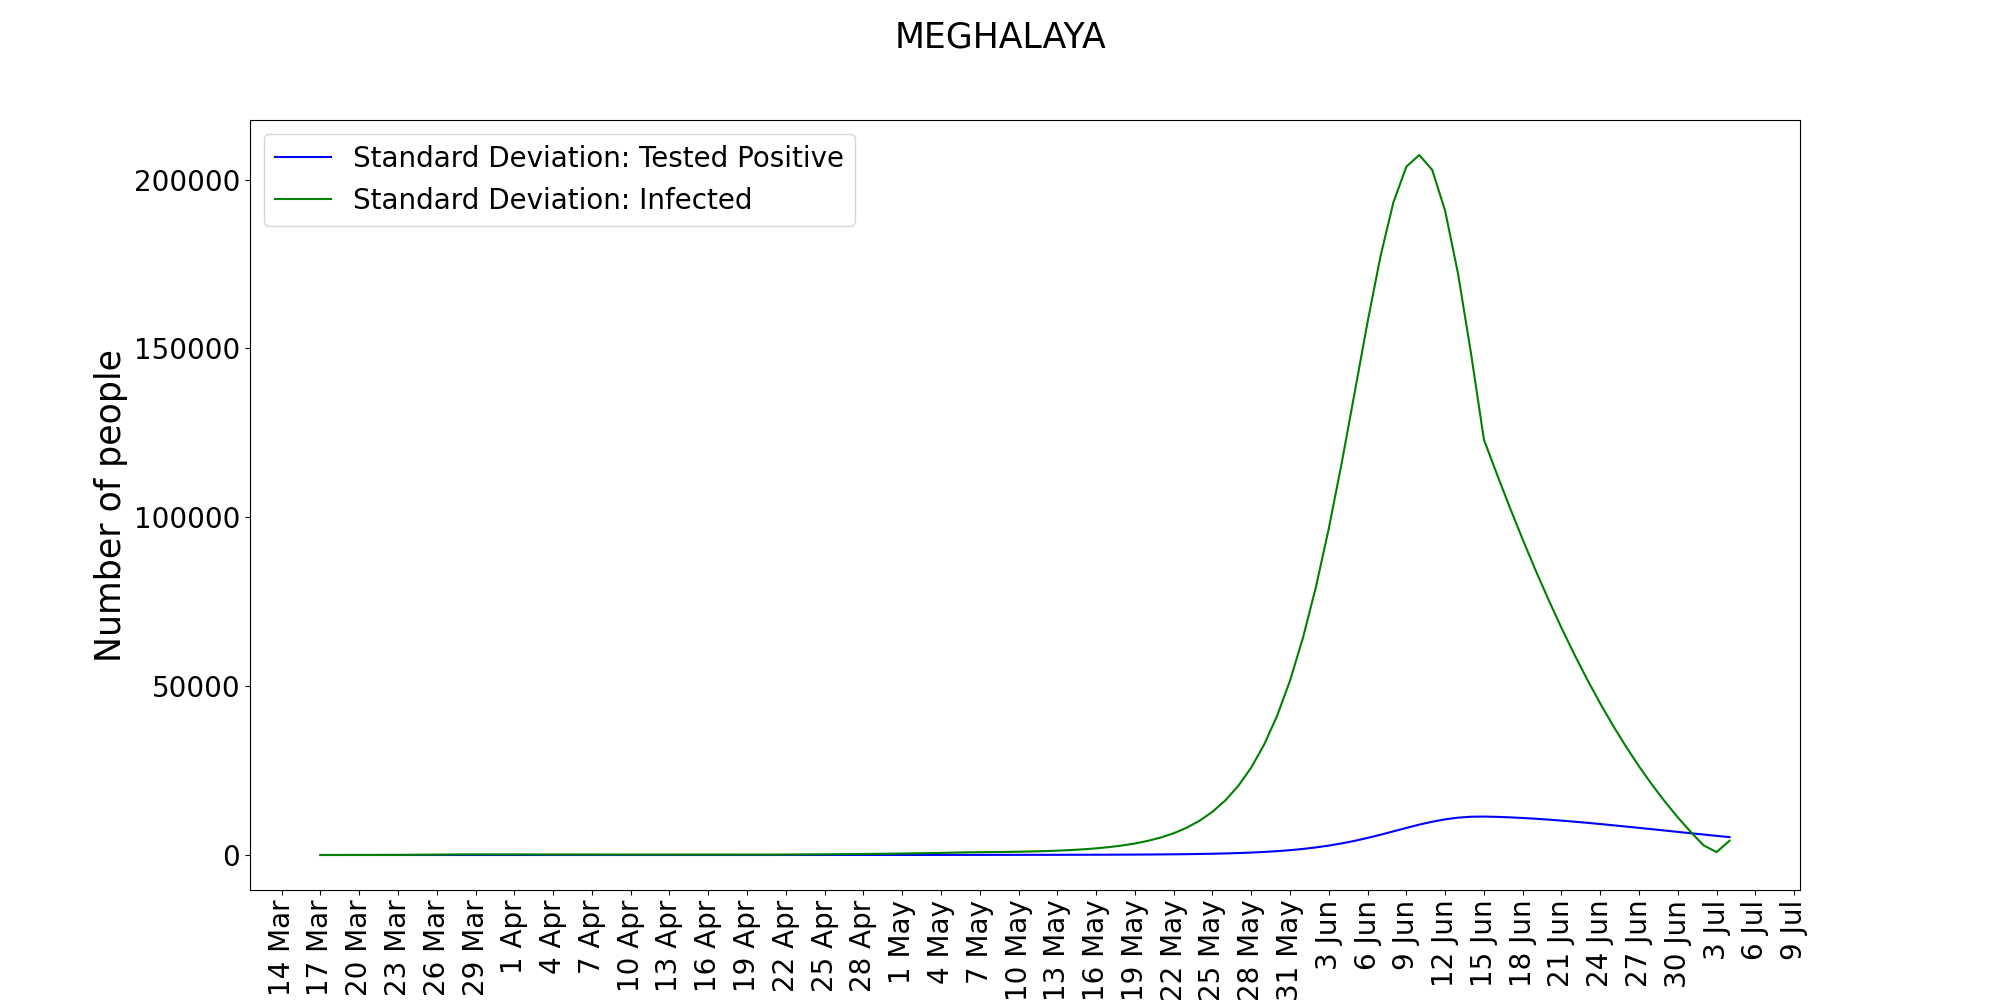 MEGHALAYA
Standard Deviation: Tested Positive
Standard Deviation: Infected
Number of people
200000
150000
100000
50000
0
14 Mar
17 Mar
20 Mar
23 Mar
26 Mar
29 Mar
1 Apr
4 Apr
7 Apr
10 Apr
13 Apr
16 Apr
19 Apr
22 Apr
25 Apr
28 Apr
1 May
4 May
7 May
10 May
13 May
16 May
19 May
22 May
25 May
28 May
31 May
3 Jun
6 Jun
9 Jun
12 Jun
15 Jun
18 Jun
21 Jun
24 Jun
27 Jun
30 Jun
3 Jul
6 Jul
9 Jul